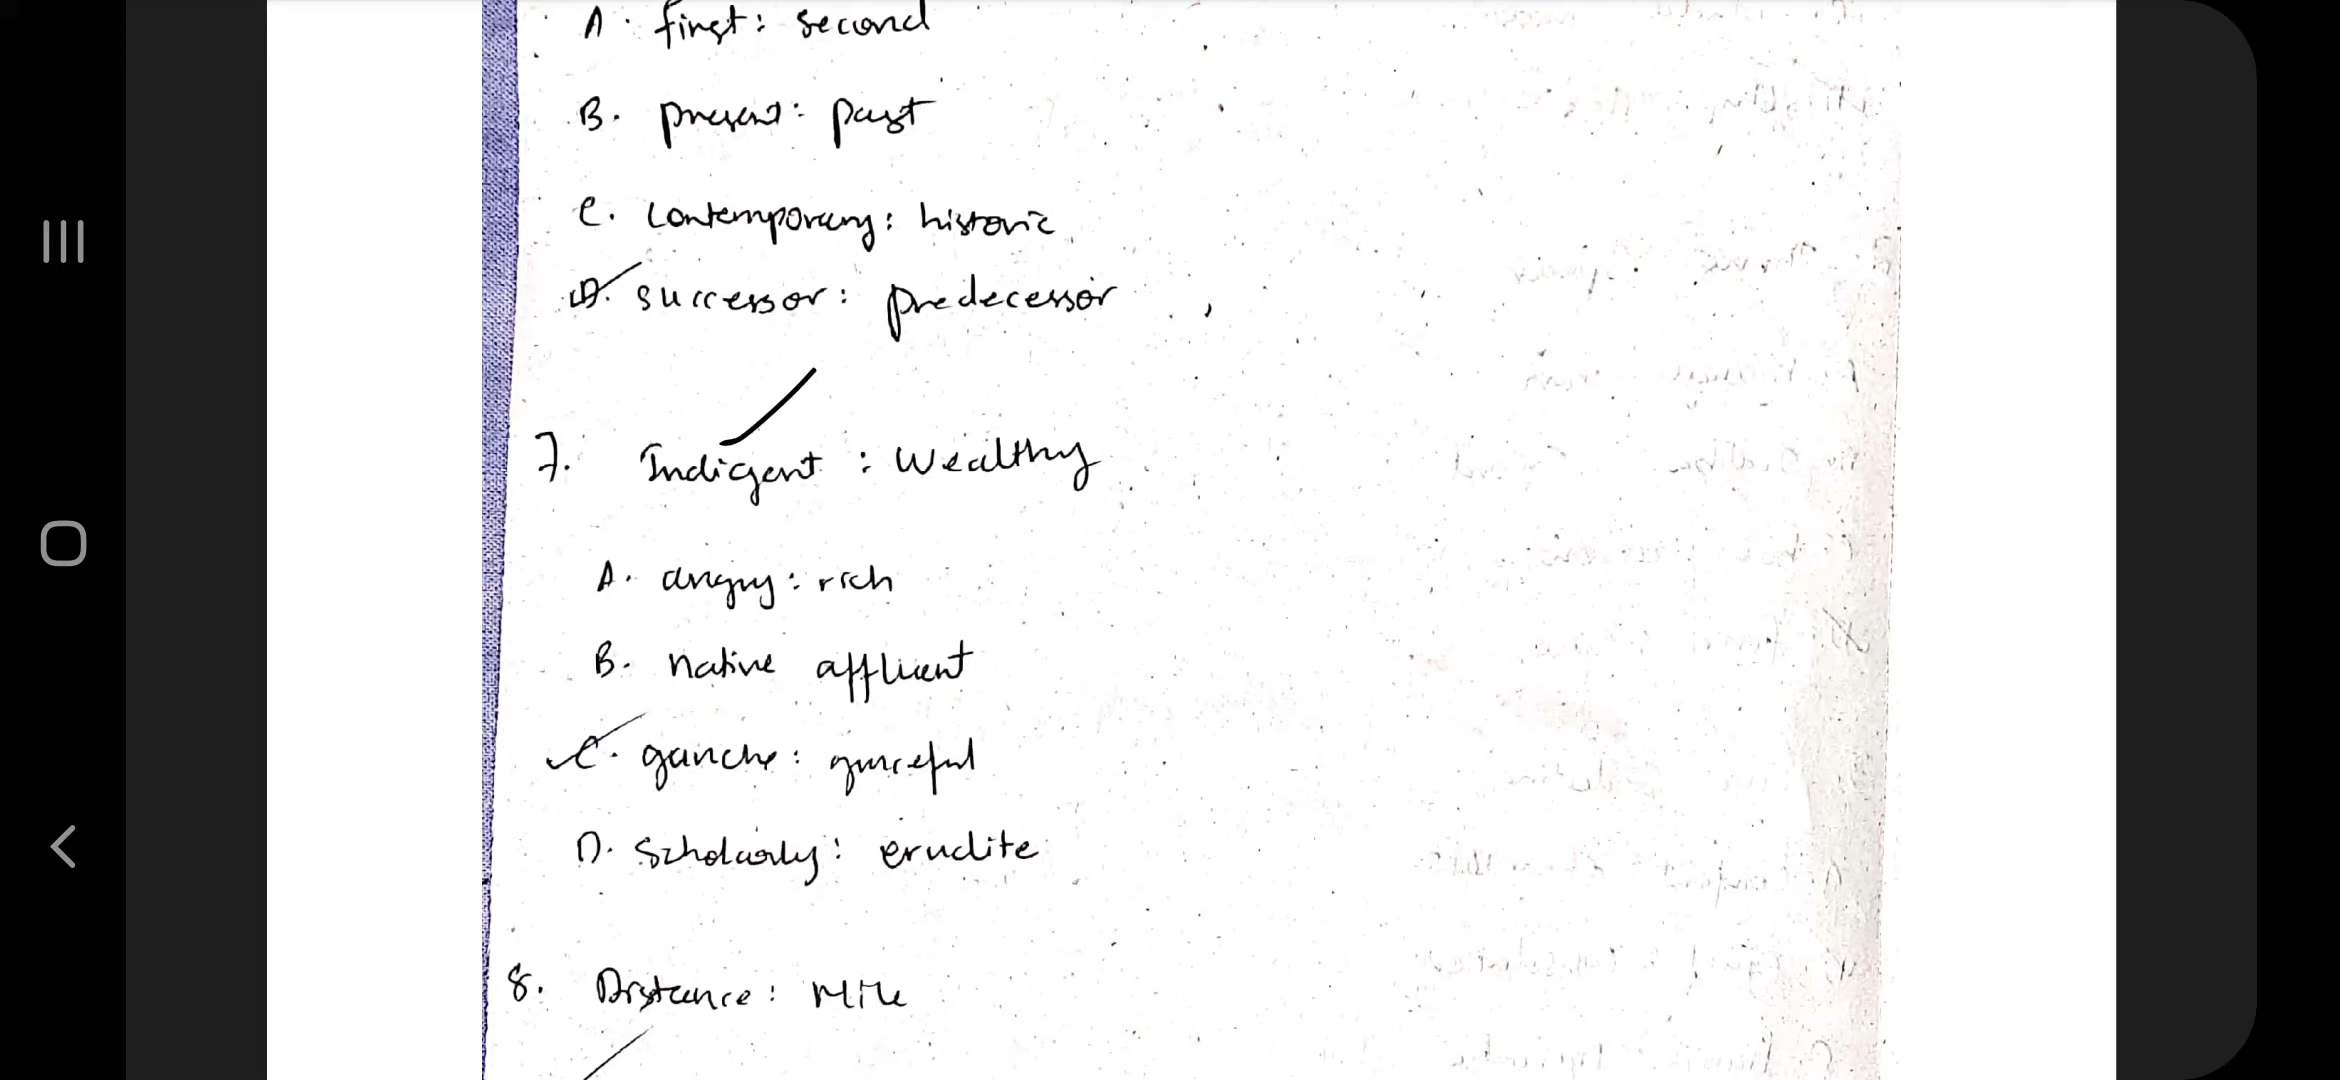 A. first: second
B. present: past
C. contemporary: historic
D. successor: predecessor
7. Indigent : Wealthy
A. angry: rich
B. native affluent
C. gauche: graceful
D. Scholarly: erudite
8. Distance: Mile